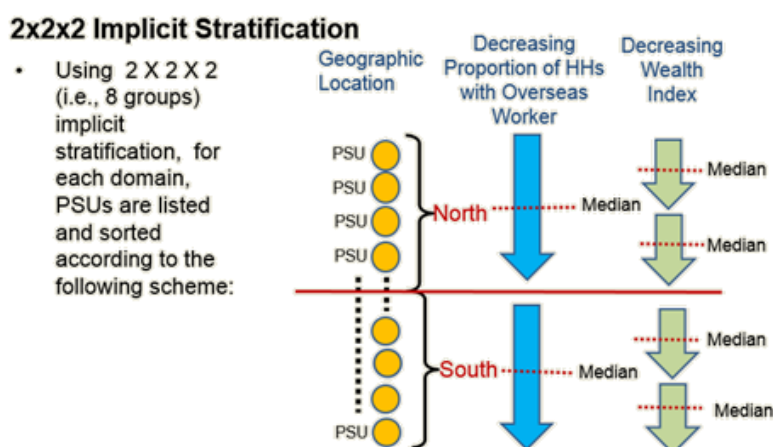 2x2x2 Implicit Stratification
• Using 2 X 2 X 2
(i.e., 8 groups)
implicit
stratification, for
each domain,
PSUs are listed
and sorted
according to the
following scheme:
Geographic
Location
Decreasing
Proportion of HHs
with Overseas
Worker
Decreasing
Wealth
Index
PSU
PSU
PSU
PSU
North
Median
Median
Median
PSU
South
Median
Median
Median